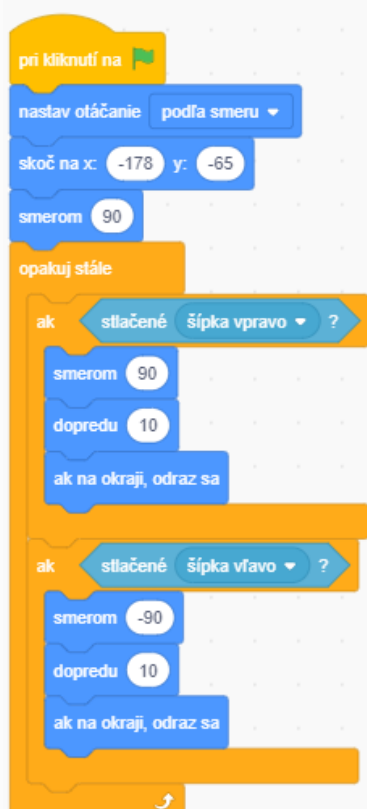 pri kliknutí na
nastav otáčanie podľa smeru
skoč na x: -178 y: -65
smerom 90
opakuj stále
ak stlačené šípka vpravo ?
smerom 90
dopredu 10
ak na okraji, odraz sa
ak stlačené šípka vľavo ?
smerom -90
dopredu 10
ak na okraji, odraz sa